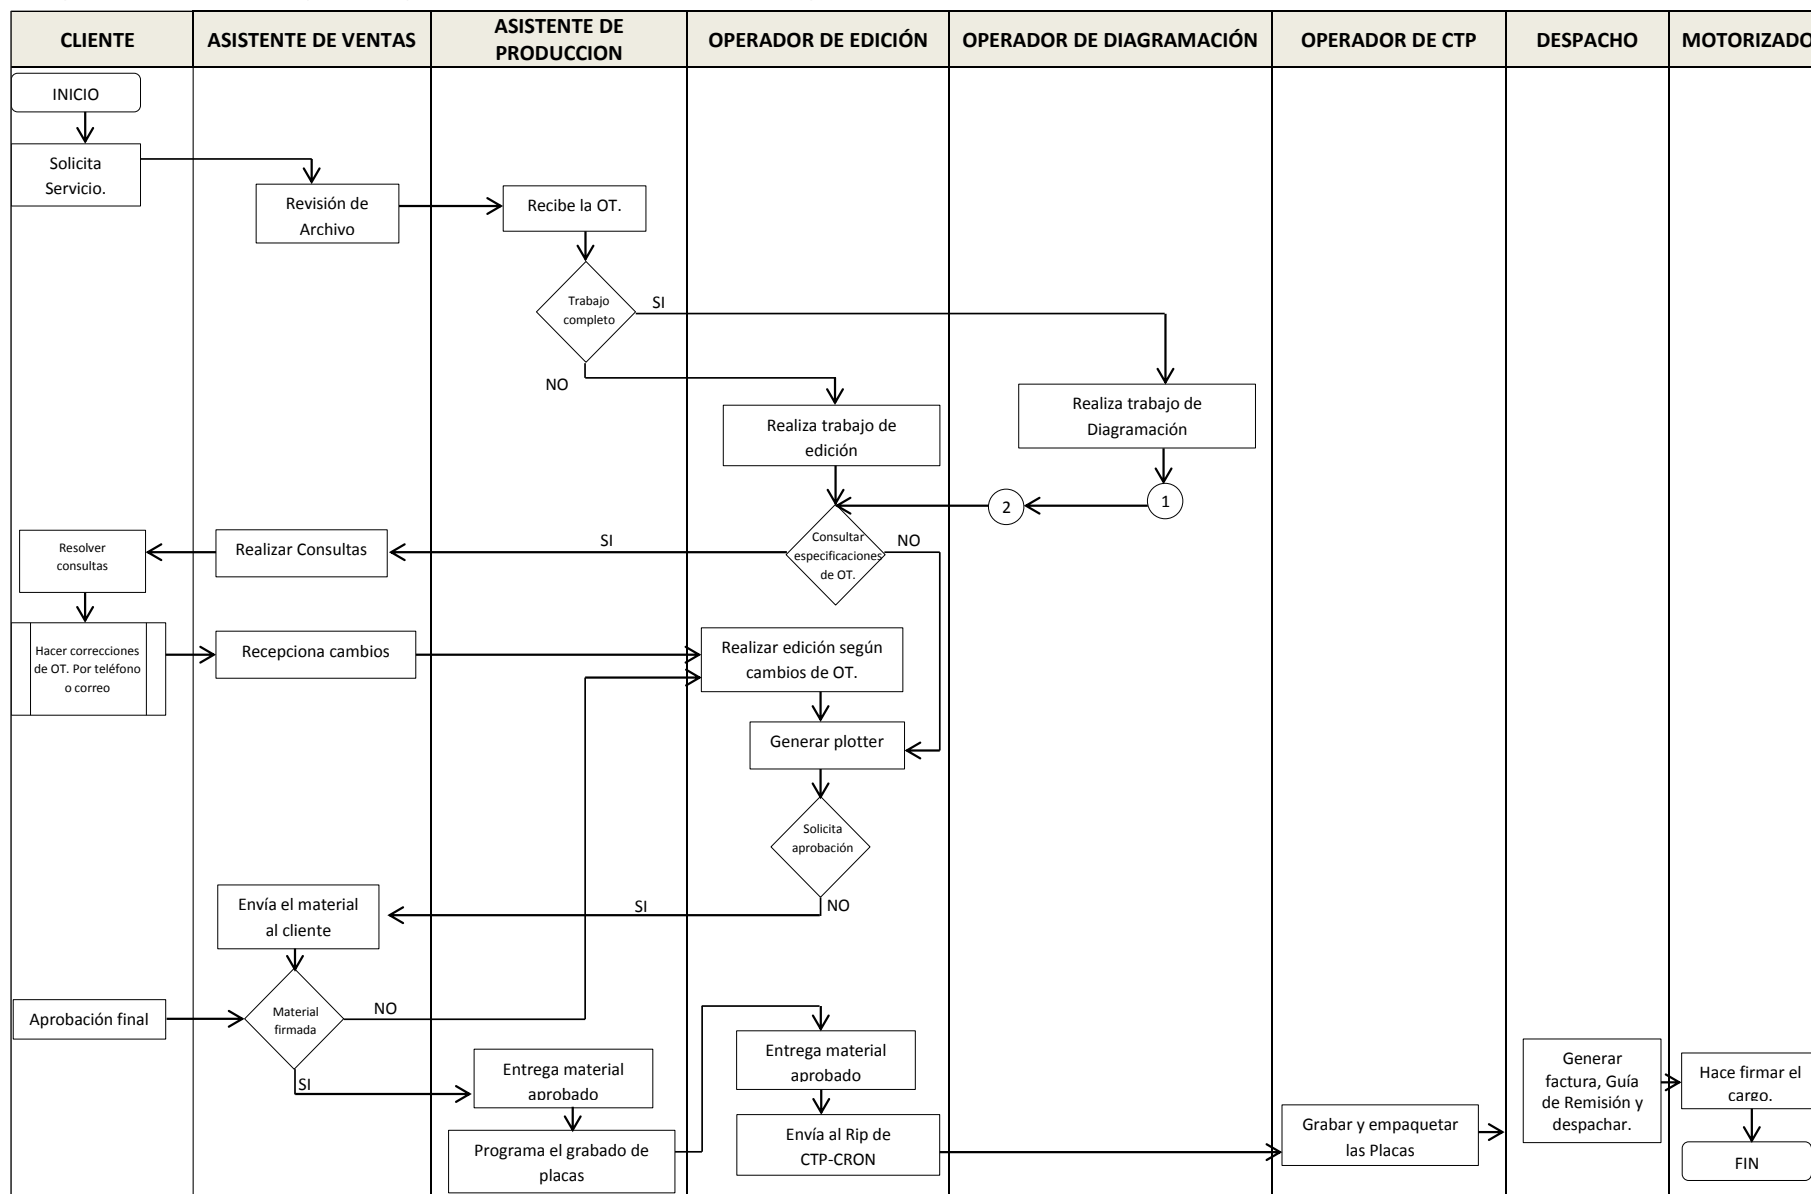 CLIENTE
ASISTENTE DE VENTAS
ASISTENTE DE
PRODUCCION
OPERADOR DE EDICIÓN
OPERADOR DE DIAGRAMACIÓN
OPERADOR DE CTP
DESPACHO
MOTORIZADO
INICIO
Solicita
Servicio.
Revisión de
Archivo
Recibe la OT.
Trabajo
completo
SI
NO
Realiza trabajo de
edición
Realiza trabajo de
Diagramación
1
2
Consultar
especificaciones
de OT.
SI
NO
Realizar Consultas
Resolver
consultas
Hacer correcciones
de OT. Por teléfono
o correo
Recepciona cambios
Realizar edición según
cambios de OT.
Generar plotter
Solicita
aprobación
SI
NO
Envía el material
al cliente
Aprobación final
Material
firmada
NO
SI
Entrega material
aprobado
Programa el grabado de
placas
Entrega material
aprobado
Envía al Rip de
CTP-CRON
Grabar y empaquetar
las Placas
Generar
factura, Guía
de Remisión y
despachar.
Hace firmar el
cargo.
FIN